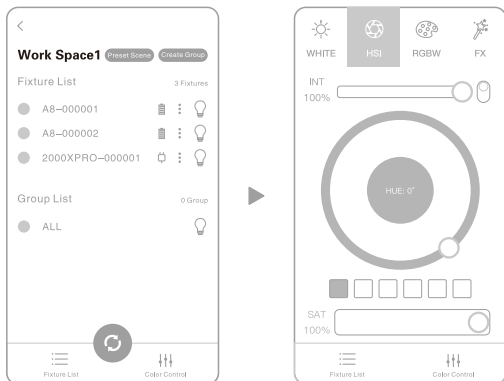 Work Space1 Preset Scene Create Group
Fixture List 3 Fixtures
A8-000001
A8-000002
2000XPRO-000001
Group List 0 Group
ALL
Fixture List Color Control
WHITE HSI RGBW FX
INT
100%
HUE: 0°
SAT
100%
Fixture List Color Control